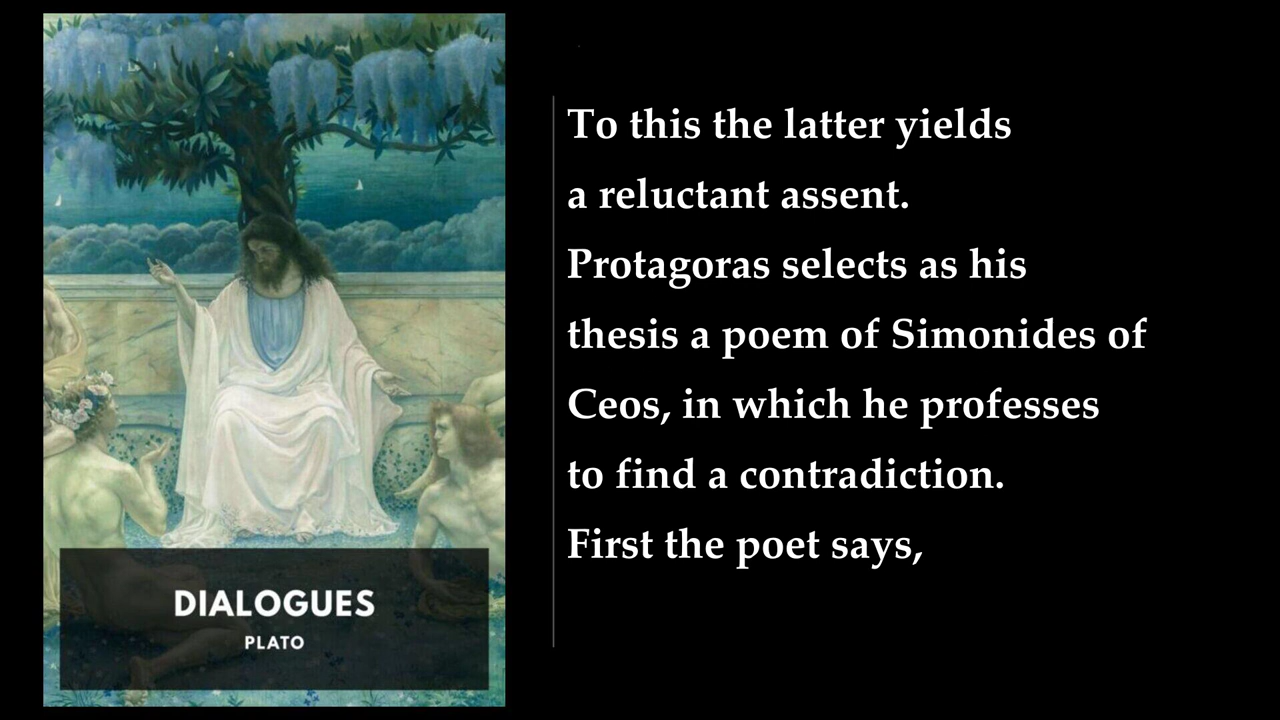 To this the latter yields
a reluctant assent.
Protagoras selects as his
thesis a poem of Simonides of
Ceos, in which he professes
to find a contradiction.
First the poet says,
DIALOGUES
PLATO